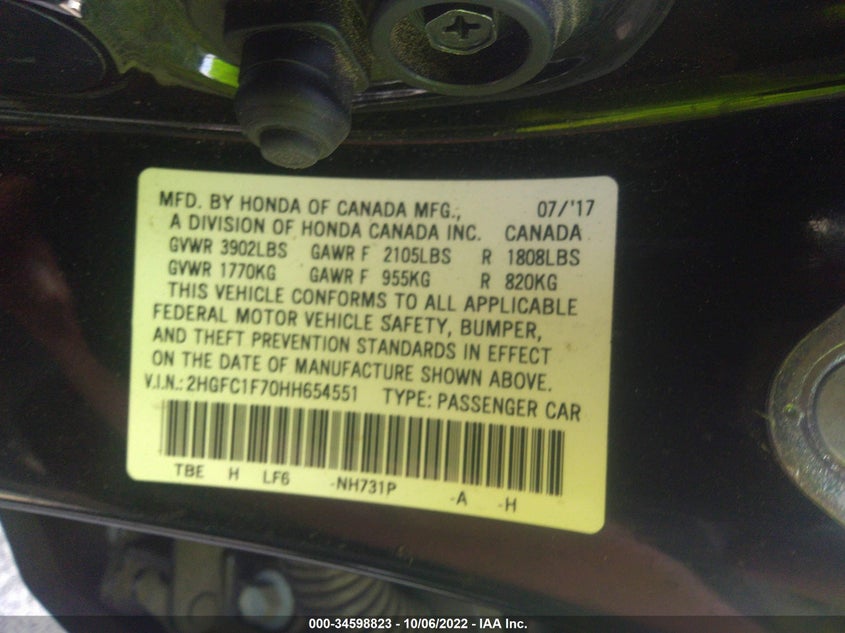 MFD. BY HONDA OF CANADA MFG., 07/'17
A DIVISION OF HONDA CANADA INC. CANADA
GVWR 3902LBS GAWR F 2105LBS R 1808LBS
GVWR 1770KG GAWR F 955KG R 820KG
THIS VEHICLE CONFORMS TO ALL APPLICABLE
FEDERAL MOTOR VEHICLE SAFETY, BUMPER,
AND THEFT PREVENTION STANDARDS IN EFFECT
ON THE DATE OF MANUFACTURE SHOWN ABOVE.
V.I.N.: 2HGFC1F70HH654551 TYPE: PASSENGER CAR
TBE H LF6 -NH731P -A -H
000-34598823 - 10/06/2022 - IAA Inc.